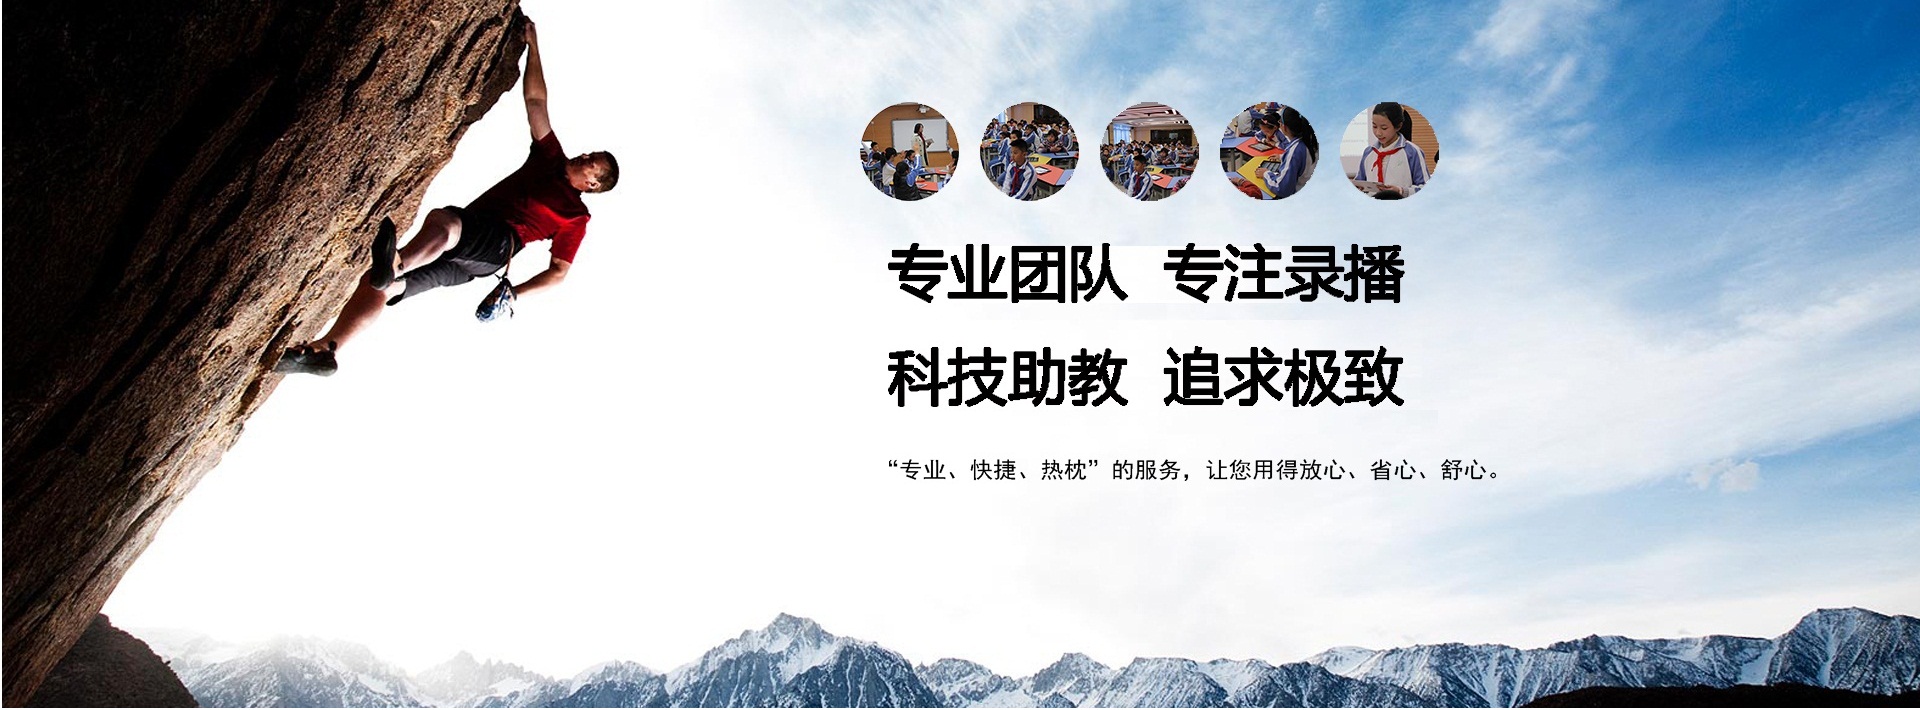 专业团队 专注录播
科技助教 追求极致
“专业、快捷、热枕”的服务，让您用得放心、省心、舒心。